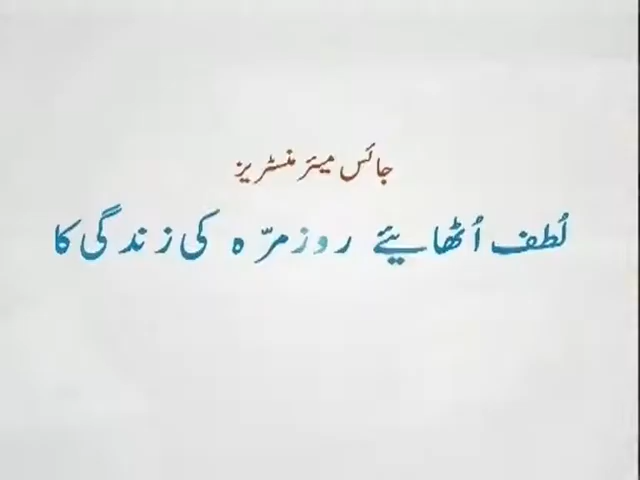 جائس میئر منسٹریز
لُطف اُٹھایئے روزمرّہ کی زندگی کا